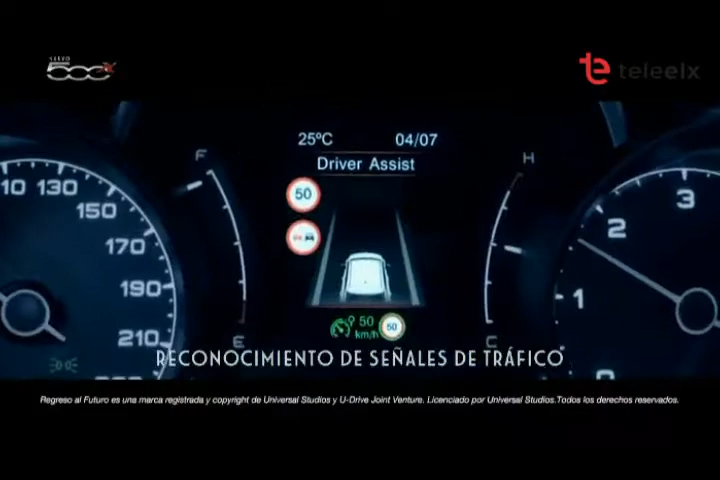 NUEVO
500X
teleelx
25ºC 04/07
Driver Assist
F
H
50
10 130
150
170
190
210
E
C
50
km/h
50
3
2
1
0
RECONOCIMIENTO DE SEÑALES DE TRÁFICO
Regreso al Futuro es una marca registrada y copyright de Universal Studios y U-Drive Joint Venture. Licenciado por Universal Studios.Todos los derechos reservados.